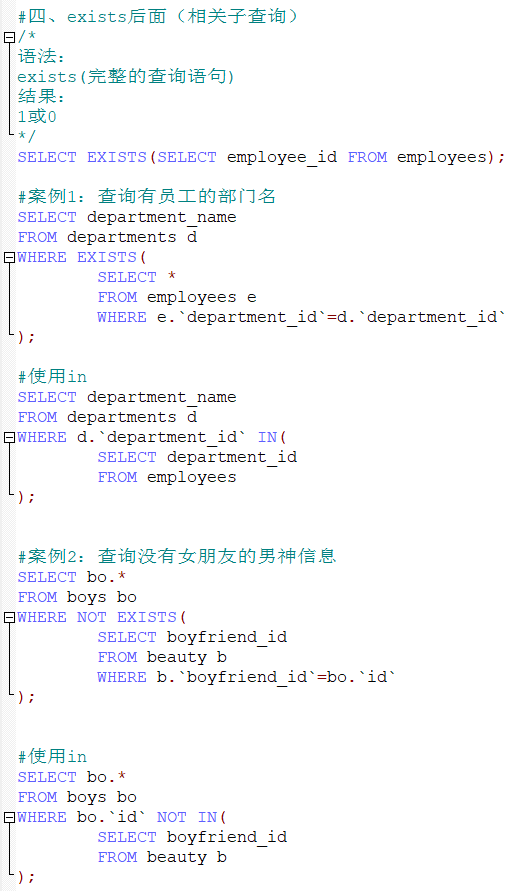 #四、exists后面（相关子查询）
/*
语法：
exists(完整的查询语句)
结果：
1或0
*/
SELECT EXISTS(SELECT employee_id FROM employees);
#案例1：查询有员工的部门名
SELECT department_name
FROM departments d
WHERE EXISTS(
SELECT *
FROM employees e
WHERE e.`department_id`=d.`department_id`
);
#使用in
SELECT department_name
FROM departments d
WHERE d.`department_id` IN(
SELECT department_id
FROM employees
);
#案例2：查询没有女朋友的男神信息
SELECT bo.*
FROM boys bo
WHERE NOT EXISTS(
SELECT boyfriend_id
FROM beauty b
WHERE b.`boyfriend_id`=bo.`id`
);
#使用in
SELECT bo.*
FROM boys bo
WHERE bo.`id` NOT IN(
SELECT boyfriend_id
FROM beauty b
);